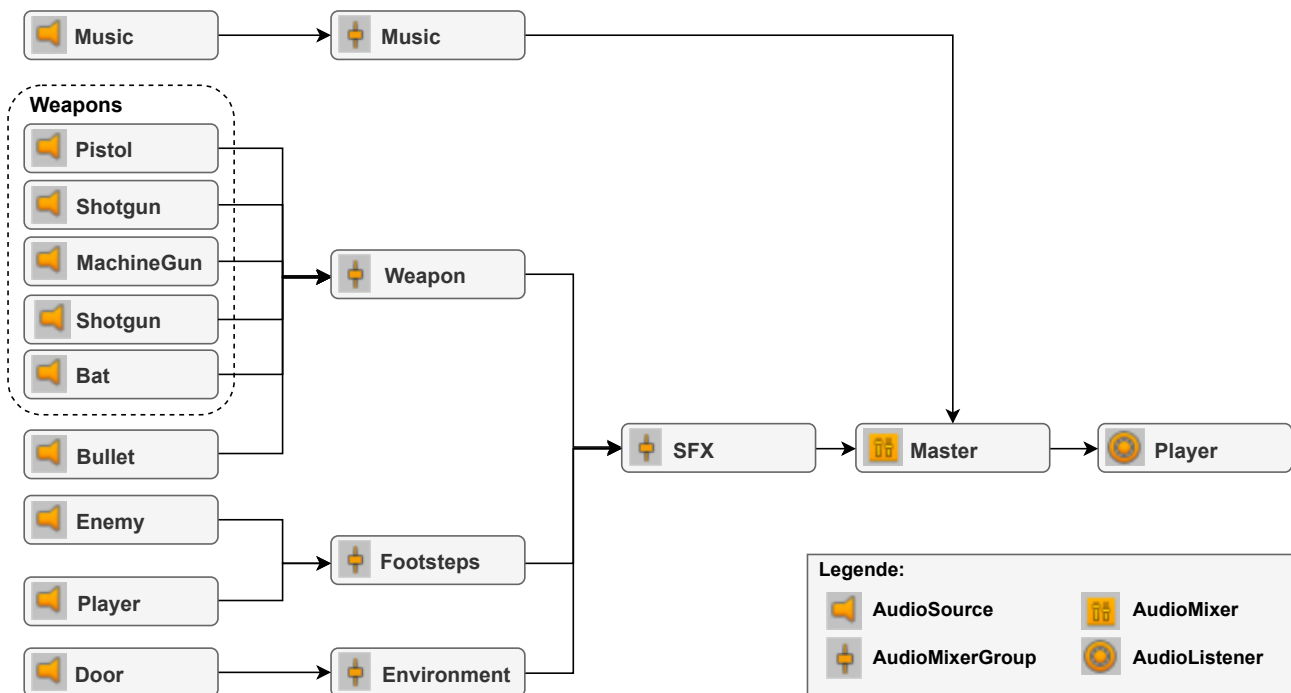 Music
Music
Weapons
Pistol
Shotgun
MachineGun
Shotgun
Bat
Weapon
Bullet
SFX
Master
Player
Enemy
Player
Footsteps
Door
Environment
Legende:
AudioSource
AudioMixer
AudioMixerGroup
AudioListener